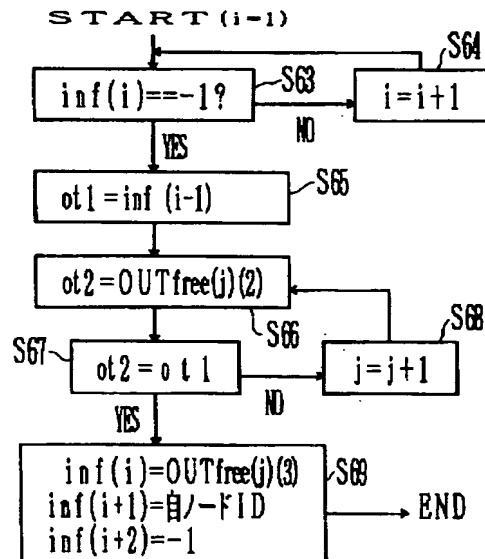 START (i-1)
S64
S63
inf(i)==-1?
i=i+1
NO
YES
S65
ot1=inf (i-1)
ot2=OUTfree(j)(2)
S66
S68
S67
ot2=ot1
j=j+1
NO
YES
S69
inf(i)=OUTfree(j)(3)
inf(i+1)=自ノードID
inf(i+2)=-1
END